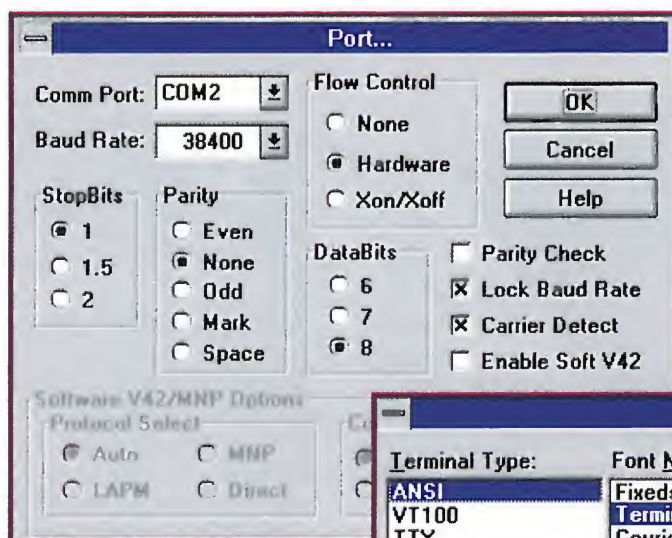 Port...
Comm Port: COM2
Baud Rate: 38400
Flow Control
None
Hardware
Xon/Xoff
OK
Cancel
Help
StopBits
1
1.5
2
Parity
Even
None
Odd
Mark
Space
DataBits
6
7
8
Parity Check
Lock Baud Rate
Carrier Detect
Enable Soft V42
Software V42/MNP Options
Protocol Select
Auto
MNP
LAPM
Direct
Terminal Type:
ANSI
VT100
TTY
Font